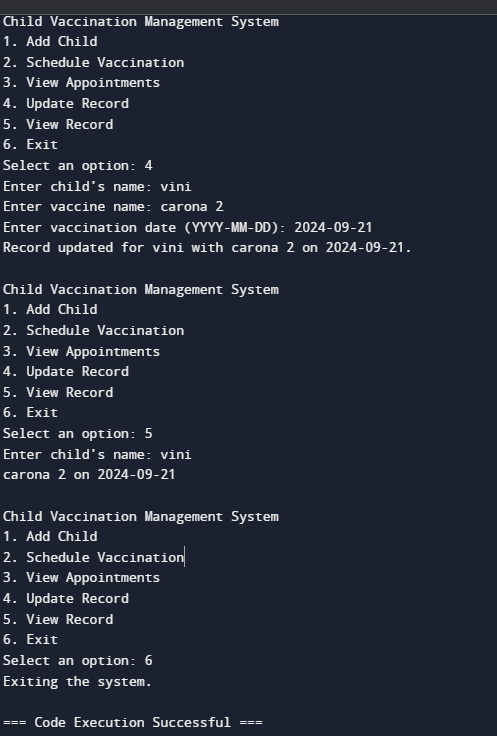 Child Vaccination Management System
1. Add Child
2. Schedule Vaccination
3. View Appointments
4. Update Record
5. View Record
6. Exit
Select an option: 4
Enter child's name: vini
Enter vaccine name: carona 2
Enter vaccination date (YYYY-MM-DD): 2024-09-21
Record updated for vini with carona 2 on 2024-09-21.
Child Vaccination Management System
1. Add Child
2. Schedule Vaccination
3. View Appointments
4. Update Record
5. View Record
6. Exit
Select an option: 5
Enter child's name: vini
carona 2 on 2024-09-21
Child Vaccination Management System
1. Add Child
2. Schedule Vaccination
3. View Appointments
4. Update Record
5. View Record
6. Exit
Select an option: 6
Exiting the system.
=== Code Execution Successful ===